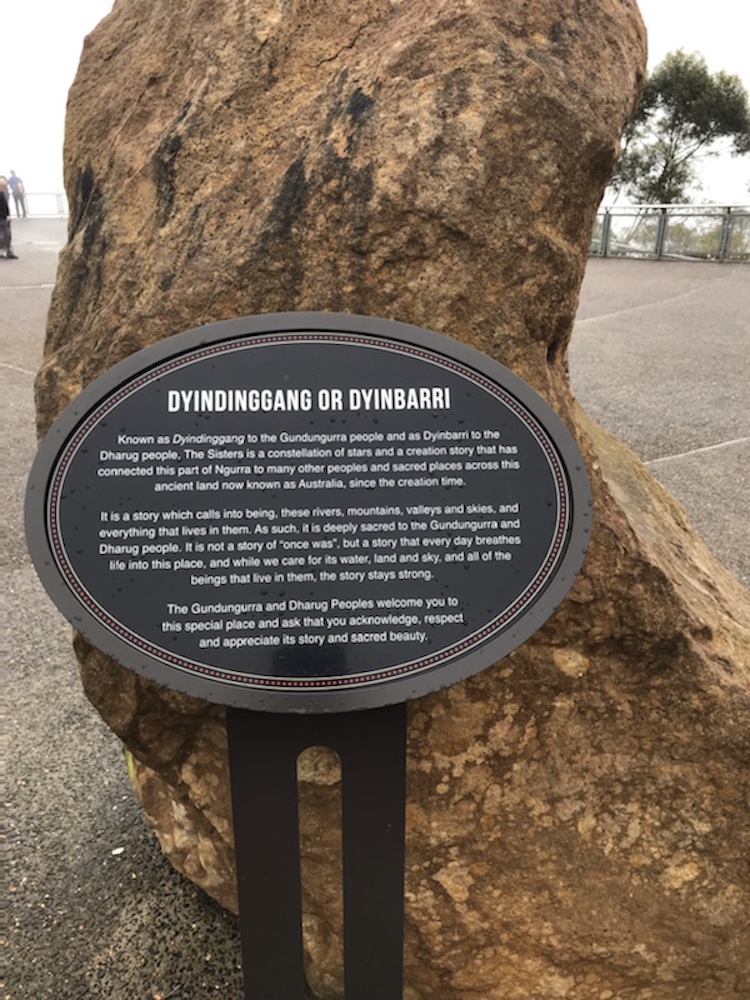 DYINDINGGANG OR DYINBARRI
Known as Dyindinggang to the Gundungurra people and as Dyinbarri to the
Dharug people, The Sisters is a constellation of stars and a creation story that has
connected this part of Ngurra to many other peoples and sacred places across this
ancient land now known as Australia, since the creation time.
It is a story which calls into being, these rivers, mountains, valleys and skies, and
everything that lives in them. As such, it is deeply sacred to the Gundungurra and
Dharug people. It is not a story of “once was”, but a story that every day breathes
life into this place, and while we care for its water, land and sky, and all of the
beings that live in them, the story stays strong.
The Gundungurra and Dharug Peoples welcome you to
this special place and ask that you acknowledge, respect
and appreciate its story and sacred beauty.